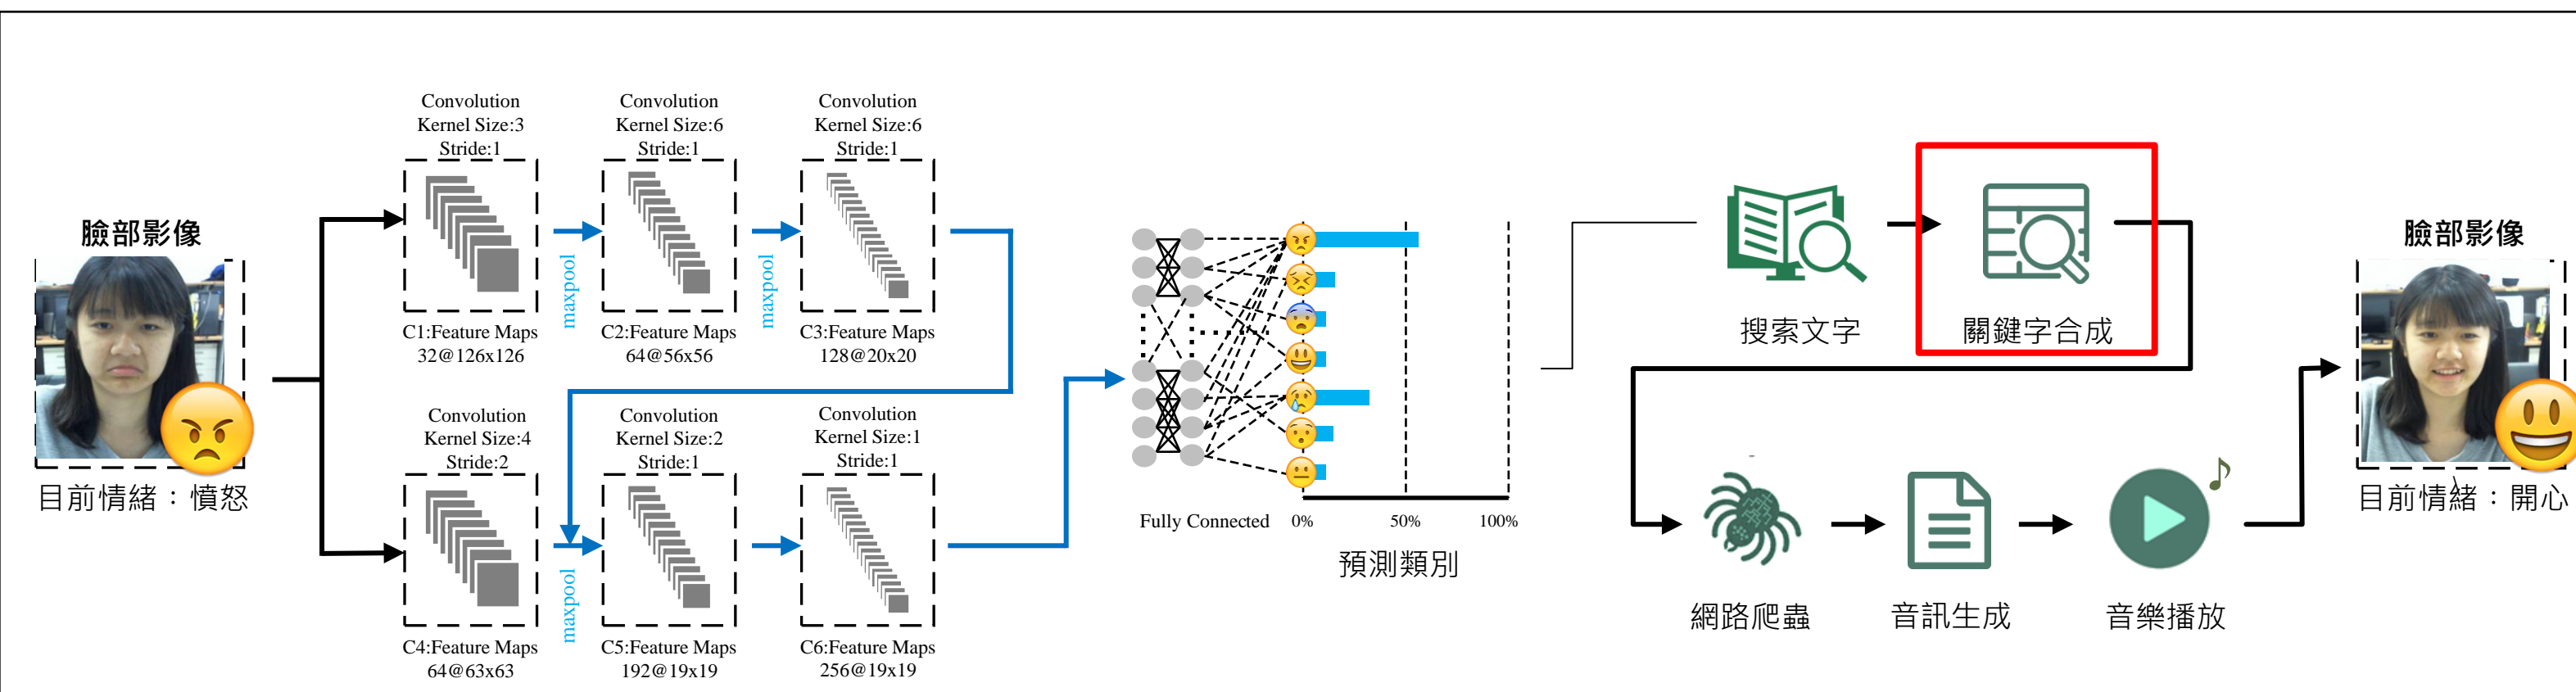 臉部影像
目前情緒：憤怒
Convolution
Kernel Size:3
Stride:1
C1:Feature Maps
32@126x126
maxpool
Convolution
Kernel Size:6
Stride:1
C2:Feature Maps
64@56x56
maxpool
Convolution
Kernel Size:6
Stride:1
C3:Feature Maps
128@20x20
Convolution
Kernel Size:4
Stride:2
C4:Feature Maps
64@63x63
maxpool
Convolution
Kernel Size:2
Stride:1
C5:Feature Maps
192@19x19
Convolution
Kernel Size:1
Stride:1
C6:Feature Maps
256@19x19
Fully Connected
0%
50%
100%
預測類別
搜索文字
關鍵字合成
網路爬蟲
音訊生成
音樂播放
臉部影像
目前情緒：開心